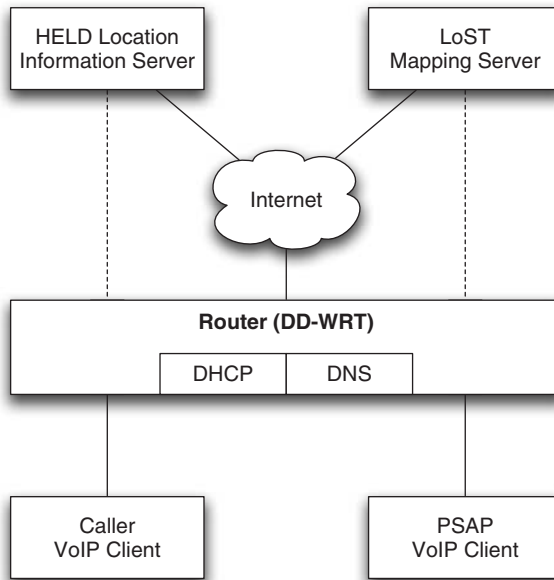 HELD Location
Information Server
LoST
Mapping Server
Internet
Router (DD-WRT)
DHCP
DNS
Caller
VoIP Client
PSAP
VoIP Client